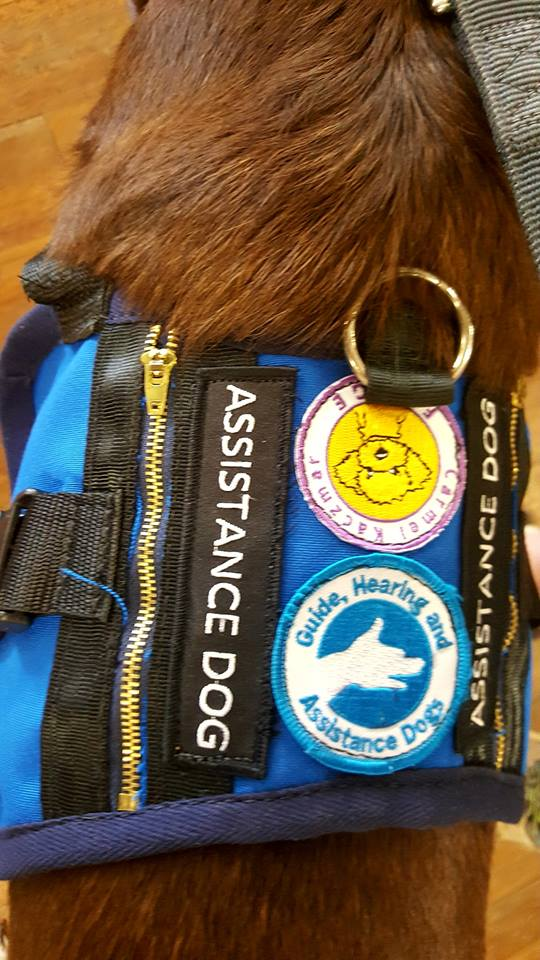 ASSISTANCE DOG
Carmel Kaczmar
Guide, Hearing and
Assistance Dogs
ASSISTANCE DOG